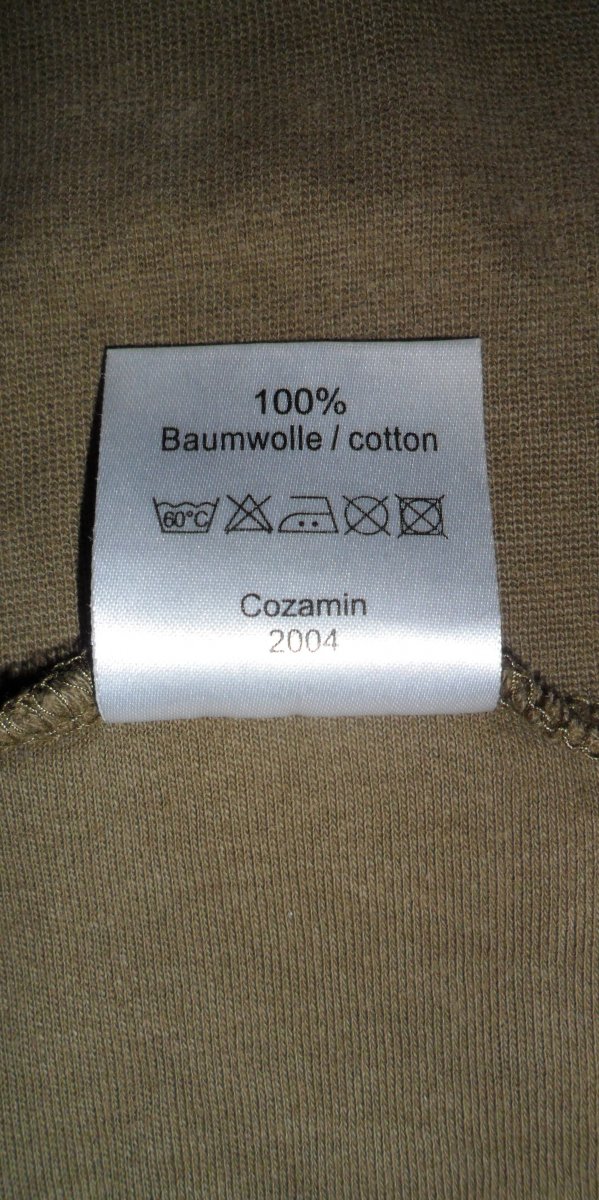 100%
Baumwolle / cotton
60°C
Cozamin
2004